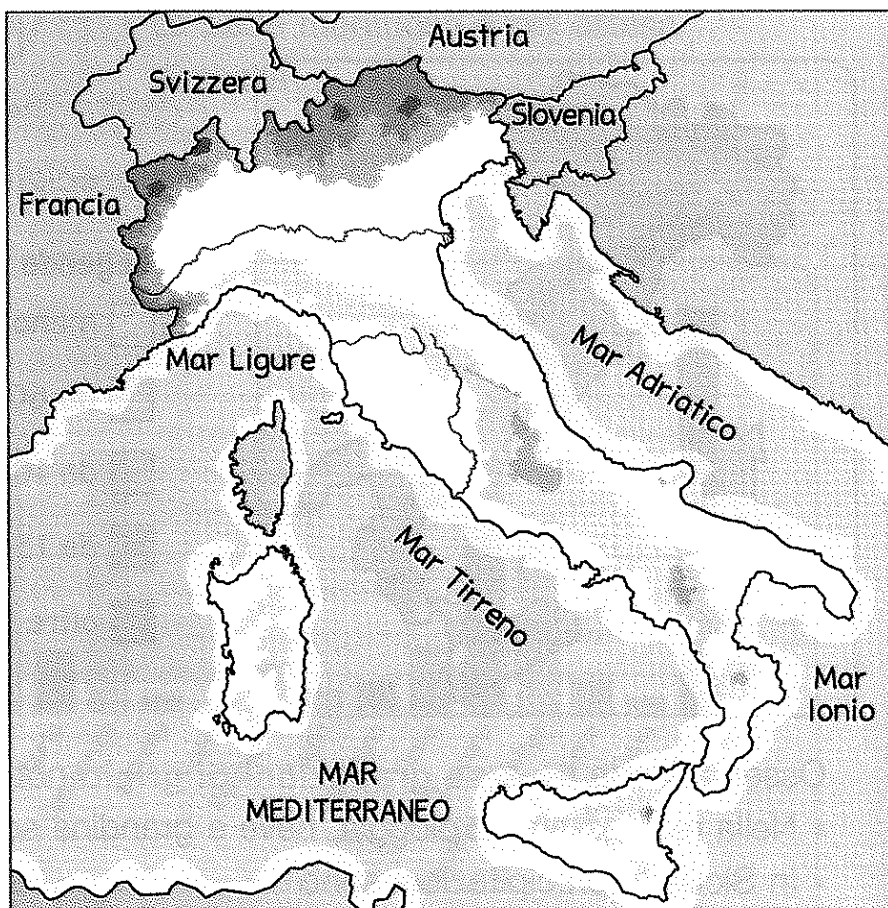 Austria
Svizzera
Slovenia
Francia
Mar Ligure
Mar Adriatico
Mar Tirreno
Mar
Ionio
MAR
MEDITERRANEO